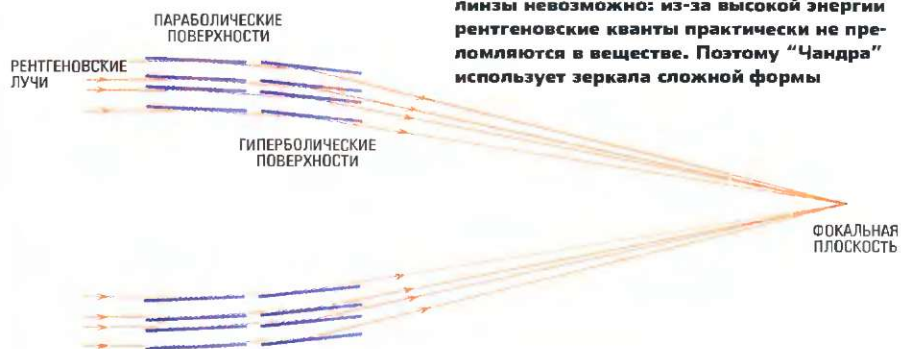 линзы невозможно: из-за высокой энергии
рентгеновские кванты практически не пре-
ломляются в веществе. Поэтому “Чандра”
использует зеркала сложной формы
ПАРАБОЛИЧЕСКИЕ
ПОВЕРХНОСТИ
РЕНТГЕНОВСКИЕ
ЛУЧИ
ГИПЕРБОЛИЧЕСКИЕ
ПОВЕРХНОСТИ
ФОКАЛЬНАЯ
ПЛОСКОСТЬ